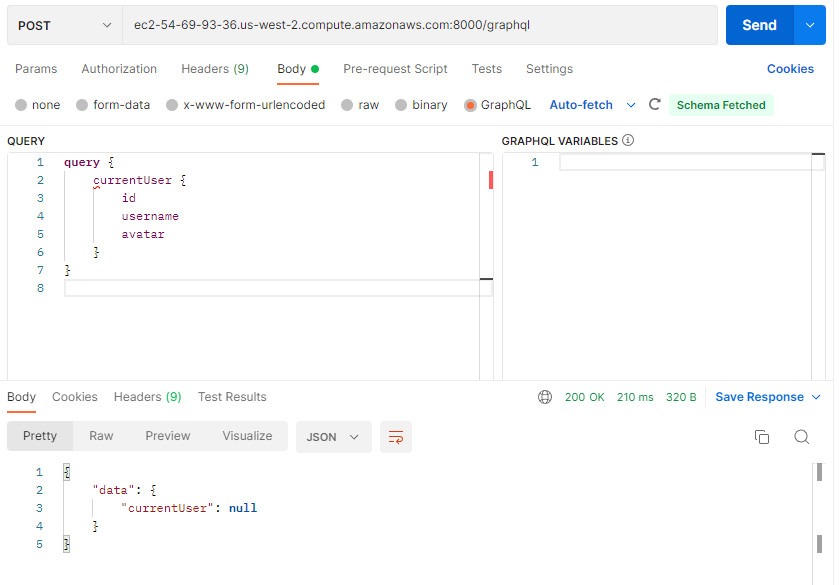 POST ec2-54-69-93-36.us-west-2.compute.amazonaws.com:8000/graphql Send
Params Authorization Headers (9) Body Pre-request Script Tests Settings Cookies
none form-data x-www-form-urlencoded raw binary GraphQL Auto-fetch Schema Fetched
QUERY
1 query {
2 currentUser {
3 id
4 username
5 avatar
6 }
7 }
8
GRAPHQL VARIABLES
1
Body Cookies Headers (9) Test Results 200 OK 210 ms 320 B Save Response
Pretty Raw Preview Visualize JSON
1 {
2 "data": {
3 "currentUser": null
4 }
5 }